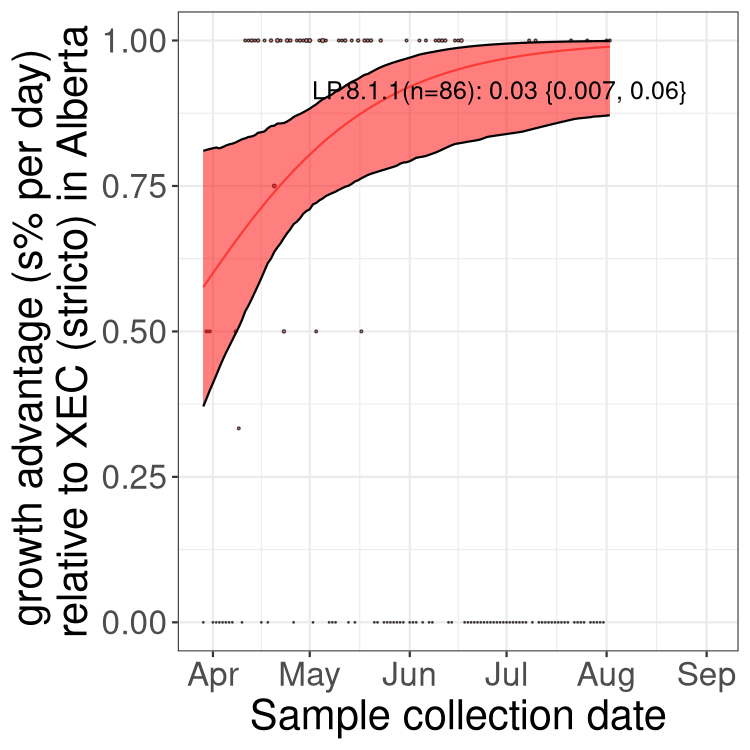 growth advantage (s% per day)
relative to XEC (stricto) in Alberta
1.00
0.75
0.50
0.25
0.00
LP.8.1.1(n=86): 0.03 {0.007, 0.06}
Apr May Jun Jul Aug Sep
Sample collection date